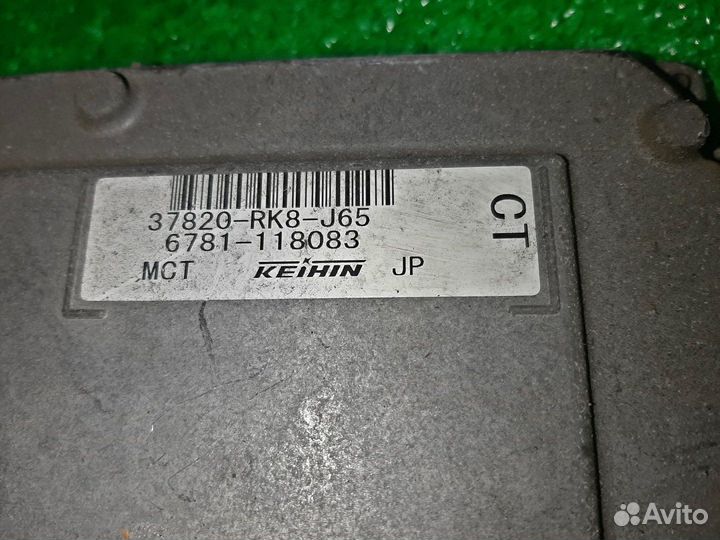 37820-RK8-J65
6781-118083
MCT KEIHIN JP
CT
Avito